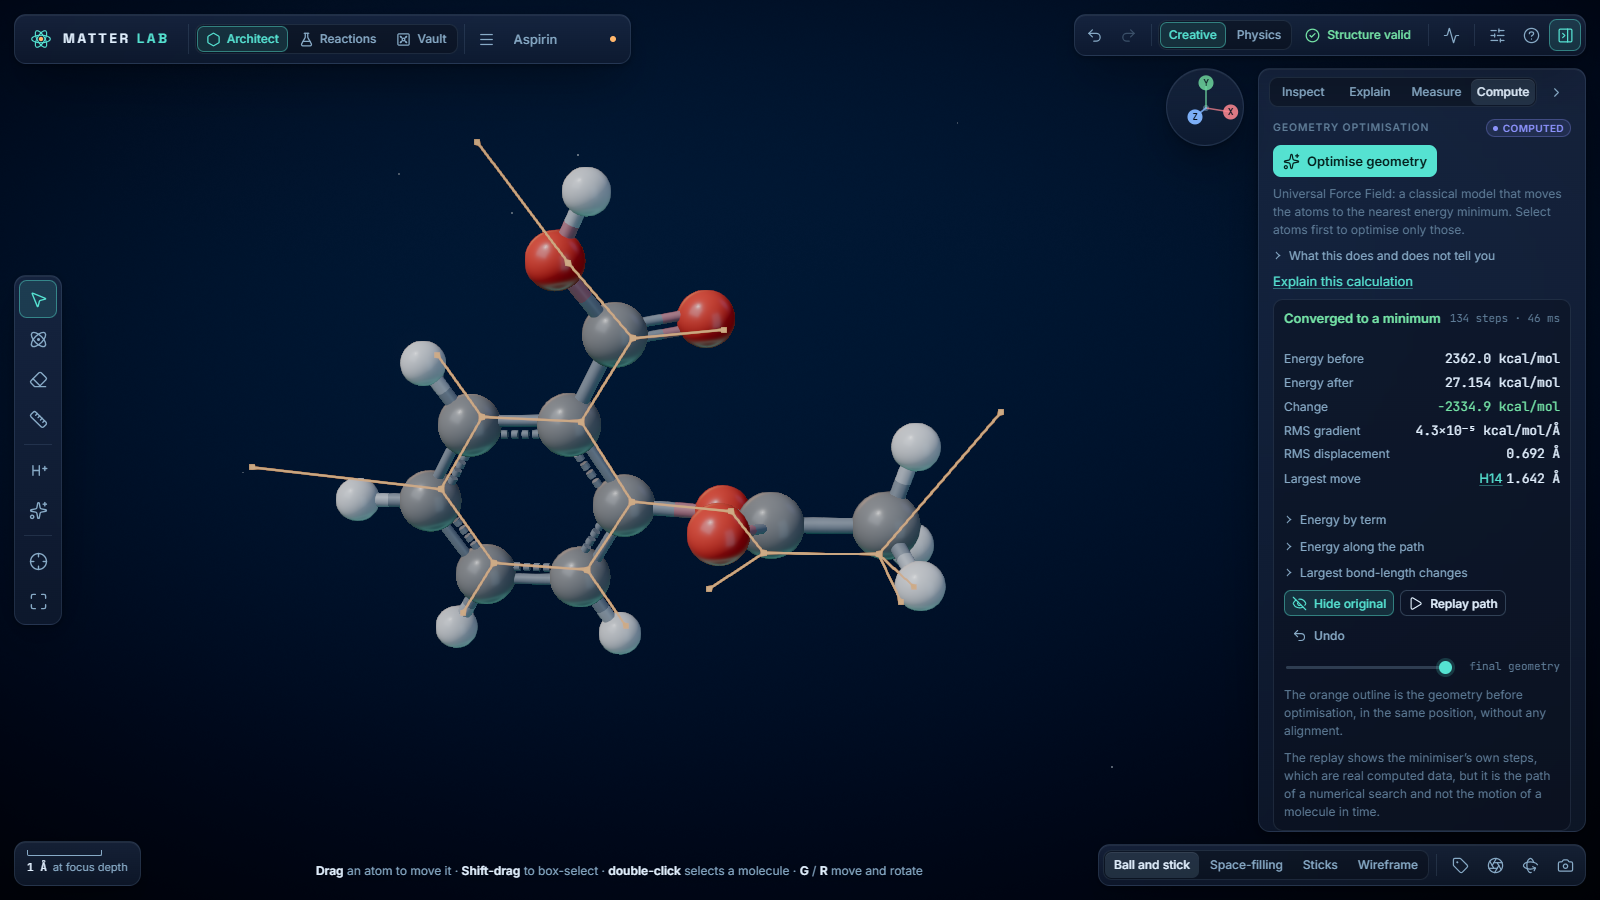 MATTER LAB
Architect
Reactions
Vault
Aspirin
Creative
Physics
Structure valid
Y
X
Z
Inspect
Explain
Measure
Compute
GEOMETRY OPTIMISATION
COMPUTED
Optimise geometry
Universal Force Field: a classical model that moves
the atoms to the nearest energy minimum. Select
atoms first to optimise only those.
What this does and does not tell you
Explain this calculation
Converged to a minimum 134 steps · 46 ms
Energy before 2362.0 kcal/mol
Energy after 27.154 kcal/mol
Change -2334.9 kcal/mol
RMS gradient 4.3×10⁻⁵ kcal/mol/Å
RMS displacement 0.692 Å
Largest move H14 1.642 Å
Energy by term
Energy along the path
Largest bond-length changes
Hide original
Replay path
Undo
final geometry
The orange outline is the geometry before
optimisation, in the same position, without any
alignment.
The replay shows the minimiser's own steps,
which are real computed data, but it is the path
of a numerical search and not the motion of a
molecule in time.
H+
1 Å at focus depth
Drag an atom to move it · Shift-drag to box-select · double-click selects a molecule · G / R move and rotate
Ball and stick
Space-filling
Sticks
Wireframe